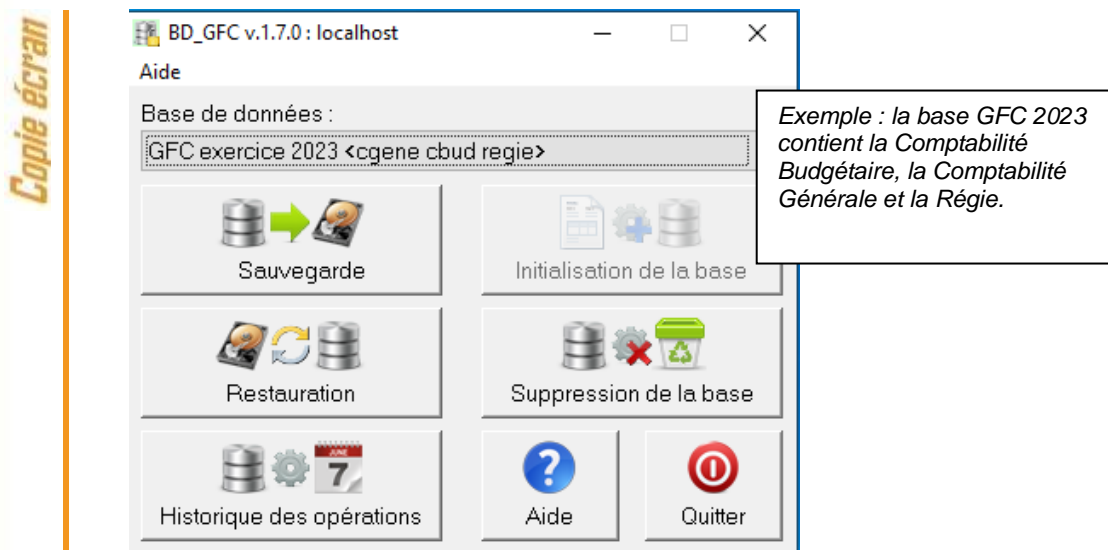 Copie écran
BD_GFC v.1.7.0 : localhost
Aide
Base de données :
GFC exercice 2023 <cgene cbud regie>
Exemple : la base GFC 2023
contient la Comptabilité
Budgétaire, la Comptabilité
Générale et la Régie.
Sauvegarde
Initialisation de la base
Restauration
Suppression de la base
JUNE
7
Historique des opérations
?
Aide
Quitter